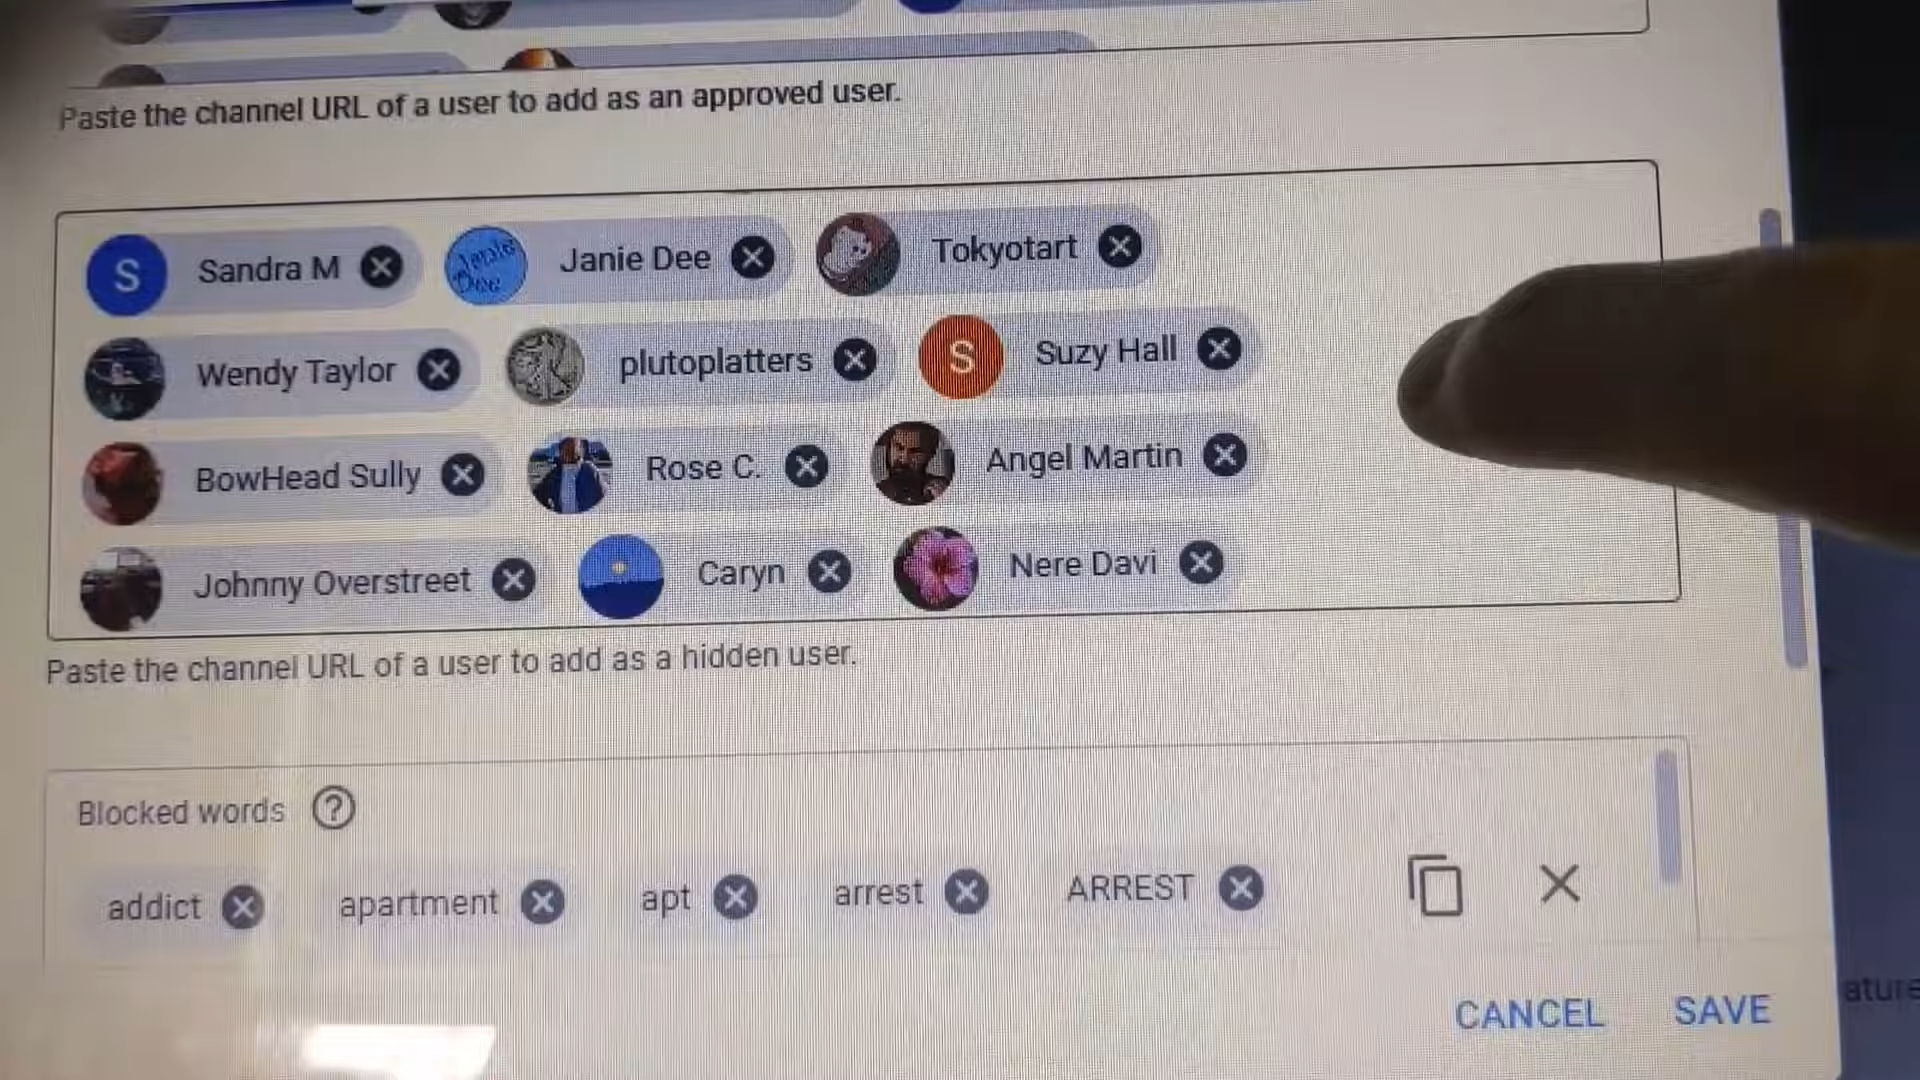 Paste the channel URL of a user to add as an approved user.
S Sandra M Janie Dee Janie Dee Tokyotart
Wendy Taylor plutoplatters S Suzy Hall
BowHead Sully Rose C. Angel Martin
Johnny Overstreet Caryn Nere Davi
Paste the channel URL of a user to add as a hidden user.
Blocked words ?
addict apartment apt arrest ARREST
CANCEL SAVE